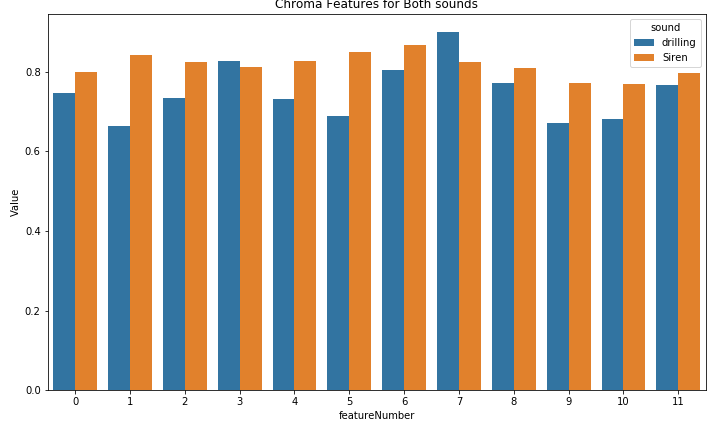 Chroma Features for Both sounds
sound
drilling
Siren
Value
0.8
0.6
0.4
0.2
0.0
0 1 2 3 4 5 6 7 8 9 10 11
featureNumber